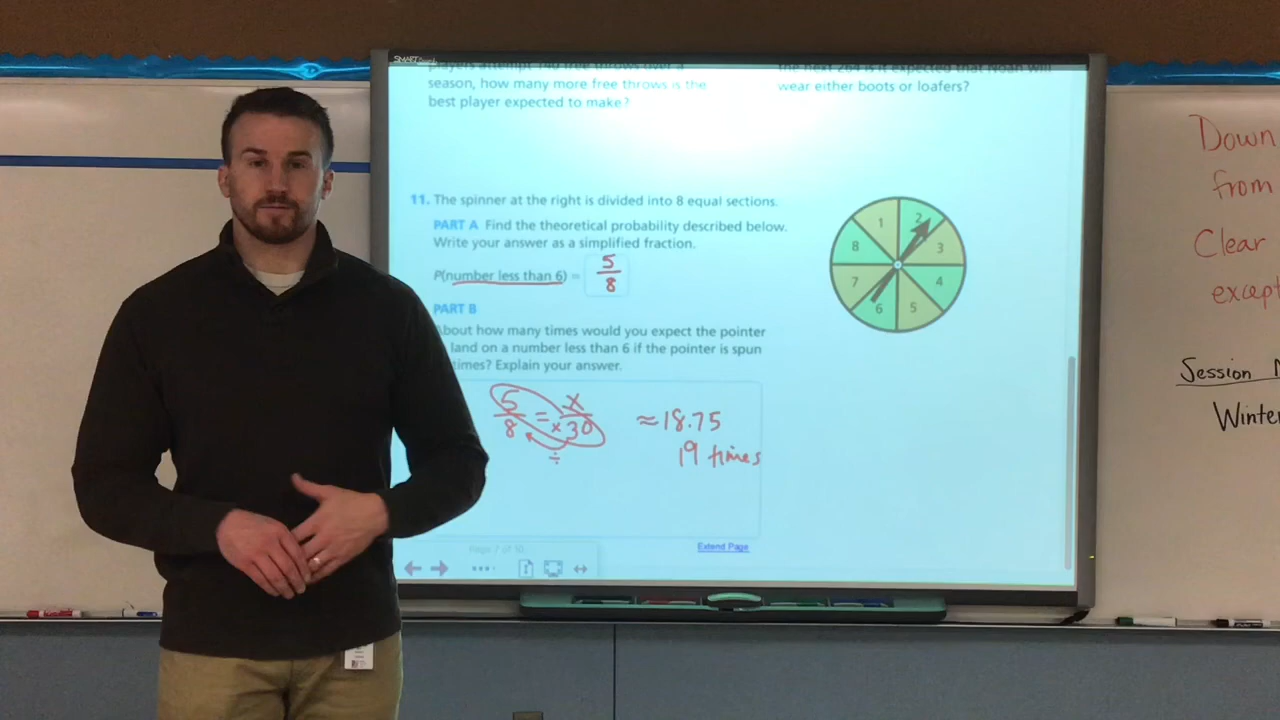 SMART
season, how many more free throws is the
best player expected to make?
wear either boots or loafers?
11. The spinner at the right is divided into 8 equal sections.
PART A Find the theoretical probability described below.
Write your answer as a simplified fraction.
P(number less than 6) = 5/8
PART B
About how many times would you expect the pointer
land on a number less than 6 if the pointer is spun
times? Explain your answer.
5/8 = x/30
×
÷
≈18.75
19 times
1
2
3
4
5
6
7
8
Page 7 of 10
Extend Page
Down
from
Clear
except
Session
Winter